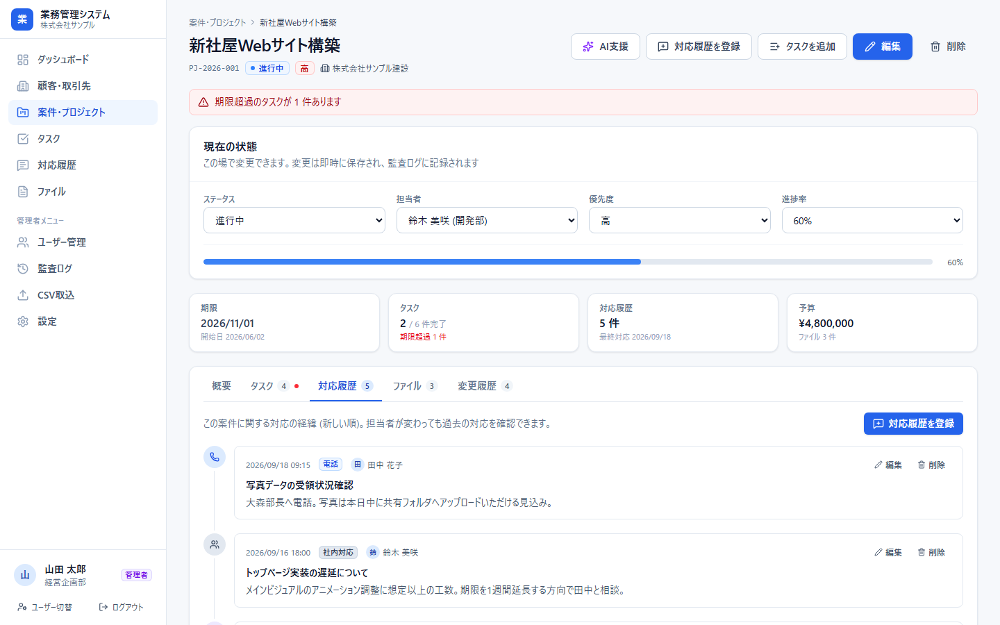 業
業務管理システム
株式会社サンプル
ダッシュボード
顧客・取引先
案件・プロジェクト
タスク
対応履歴
ファイル
管理者メニュー
ユーザー管理
監査ログ
CSV取込
設定
山
山田 太郎
経営企画部
管理者
ユーザー切替
ログアウト
案件・プロジェクト > 新社屋Webサイト構築
新社屋Webサイト構築
PJ-2026-001 進行中 高 株式会社サンプル建設
AI支援
対応履歴を登録
タスクを追加
編集
削除
期限超過のタスクが 1 件あります
現在の状態
この場で変更できます。変更は即時に保存され、監査ログに記録されます
ステータス
進行中
担当者
鈴木 美咲 (開発部)
優先度
高
進捗率
60%
60%
期限
2026/11/01
開始日 2026/06/02
タスク
2 / 6 件完了
期限超過 1 件
対応履歴
5 件
最終対応 2026/09/18
予算
¥4,800,000
ファイル 3 件
概要 タスク 4 対応履歴 5 ファイル 3 変更履歴 4
この案件に関する対応の経緯 (新しい順)。担当者が変わっても過去の対応を確認できます。
対応履歴を登録
2026/09/18 09:15 電話 田 田中 花子 編集 削除
写真データの受領状況確認
大森部長へ電話。写真は本日中に共有フォルダへアップロードいただける見込み。
2026/09/16 18:00 社内対応 鈴 鈴木 美咲 編集 削除
トップページ実装の遅延について
メインビジュアルのアニメーション調整に想定以上の工数。期限を1週間延長する方向で田中と相談。